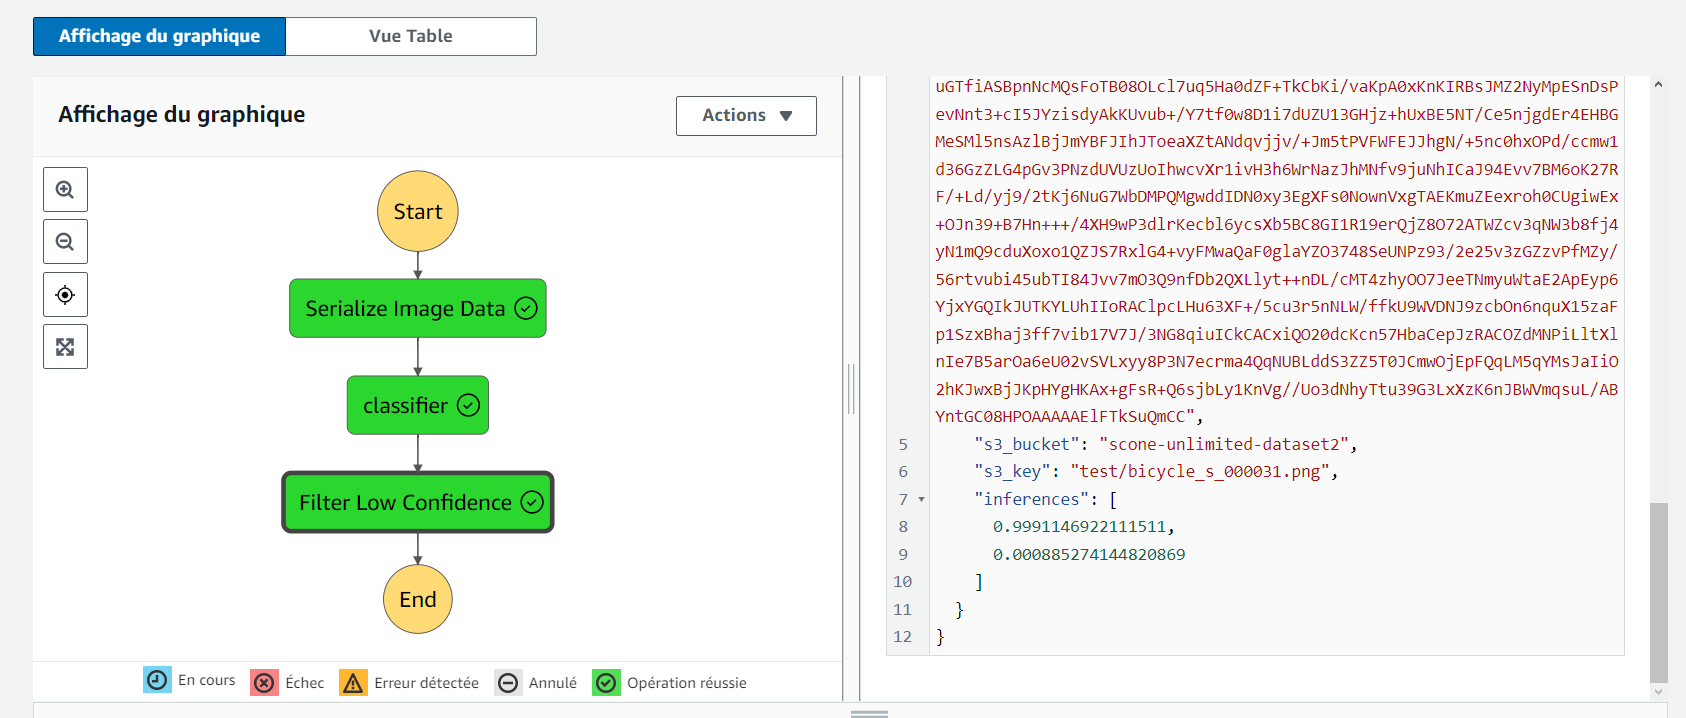 Affichage du graphique
Vue Table
Affichage du graphique
Actions
Start
Serialize Image Data
classifier
Filter Low Confidence
End
En cours
Échec
Erreur détectée
Annulé
Opération réussie
uGTfiASBpnNcMQsFoTB08OLcl7uq5Ha0dZF+TkCbKi/vaKpA0xKnKIRBsJMZ2NyMpESnDsP
evNnt3+cI5JYzisdyAkKUvub+/Y7tf0w8D1i7dUZU13GHjz+hUxBE5NT/Ce5njgdEr4EHBG
MeSMl5nsAzlBjJmYBFJIhJToeaXZtANdqvjjv/+Jm5tPVFWFEJJhgN/+5nc0hxOPd/ccmw1
d36GzZLG4pGv3PNzdUVUzUoIhwcvXr1ivH3h6WrNazJhMNfv9juNhICaJ94Evv7BM6oK27R
F/+Ld/yj9/2tKj6NuG7WbDMPQMgwddIDN0xy3EgXFs0NownVxgTAEKmuZEexroh0CUgiwEx
+OJn39+B7Hn+++/4XH9wP3dlrKecbl6ycsXb5BC8GI1R19erQjZ8O72ATWZcv3qNW3b8fj4
yN1mQ9cduXoxo1QZJS7RxlG4+vyFMwaQaF0glaYZO3748SeUNPz93/2e25v3zGZzvPfMZy/
56rtvubi45ubTI84Jvv7mO3Q9nfDb2QXLlyt++nDL/cMT4zhyOO7JeeTNmyuWtaE2ApEyp6
YjxYGQIkJUTKYLUhIIoRAClpcLHu63XF+/5cu3r5nNLW/ffkU9WVDNJ9zcbOn6nquX15zaF
p1SzxBhaj3ff7vib17V7J/3NG8qiuICkCACxiQO20dcKcn57HbaCepJzRACOZdMNPiLltXl
nIe7B5arOa6eU02vSVLxyy8P3N7ecrma4QqNUBLddS3ZZ5T0JCmwOjEpFQqLM5qYMsJaIiO
2hKJwxBjJKpHYgHKAx+gFsR+Q6sjbLy1KnVg//Uo3dNhyTtu39G3LxXzK6nJBWVmqsuL/AB
YntGC08HPOAAAAAElFTkSuQmCC",
5 "s3_bucket": "scone-unlimited-dataset2",
6 "s3_key": "test/bicycle_s_000031.png",
7 "inferences": [
8 0.9991146922111511,
9 0.000885274144820869
10 ]
11 }
12 }